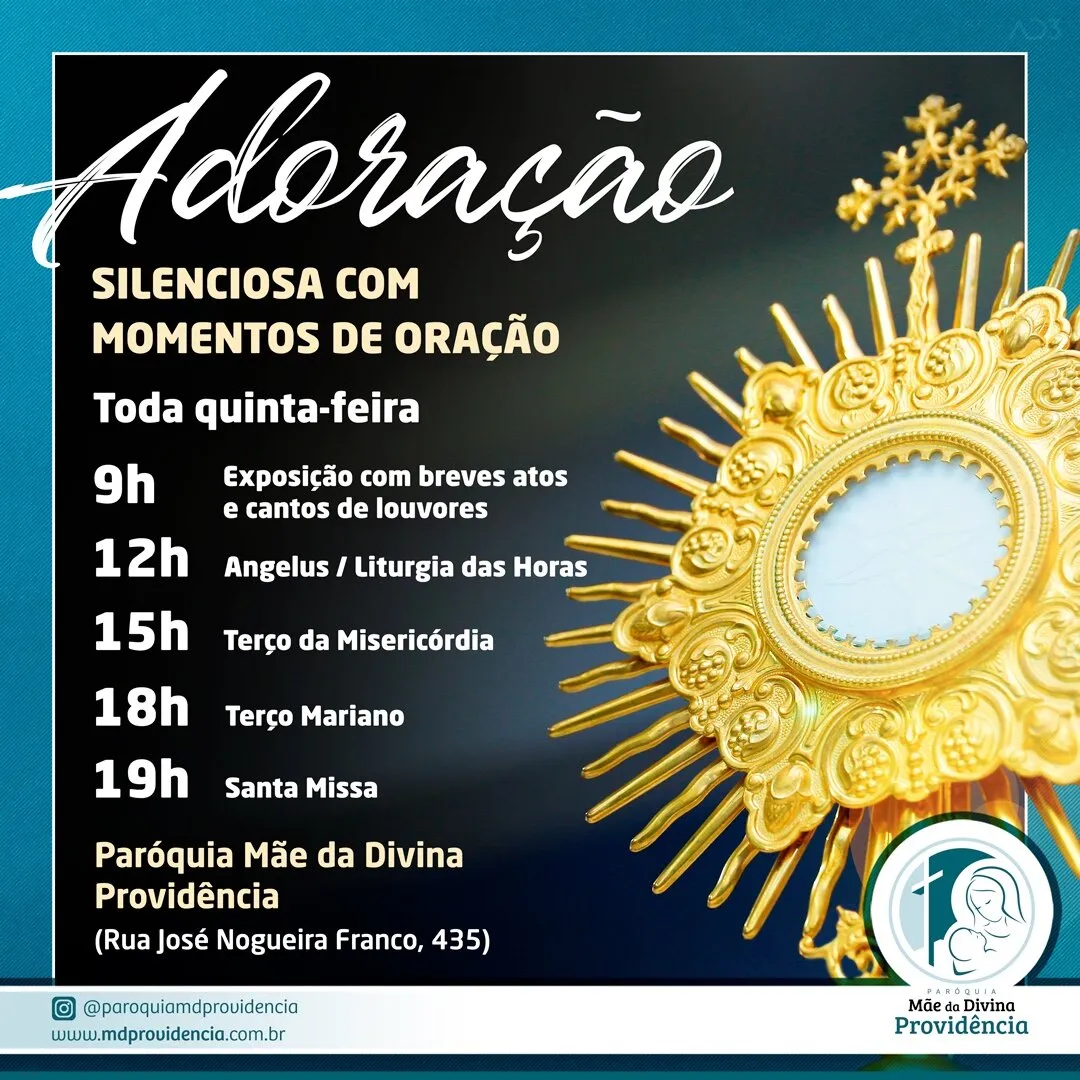 AD3
Adoração
SILENCIOSA COM
MOMENTOS DE ORAÇÃO
Toda quinta-feira
9h Exposição com breves atos
e cantos de louvores
12h Angelus / Liturgia das Horas
15h Terço da Misericórdia
18h Terço Mariano
19h Santa Missa
Paróquia Mãe da Divina
Providência
(Rua José Nogueira Franco, 435)
@paroquiamdprovidencia
www.mdprovidencia.com.br
PARÓQUIA
Mãe da Divina
Providência